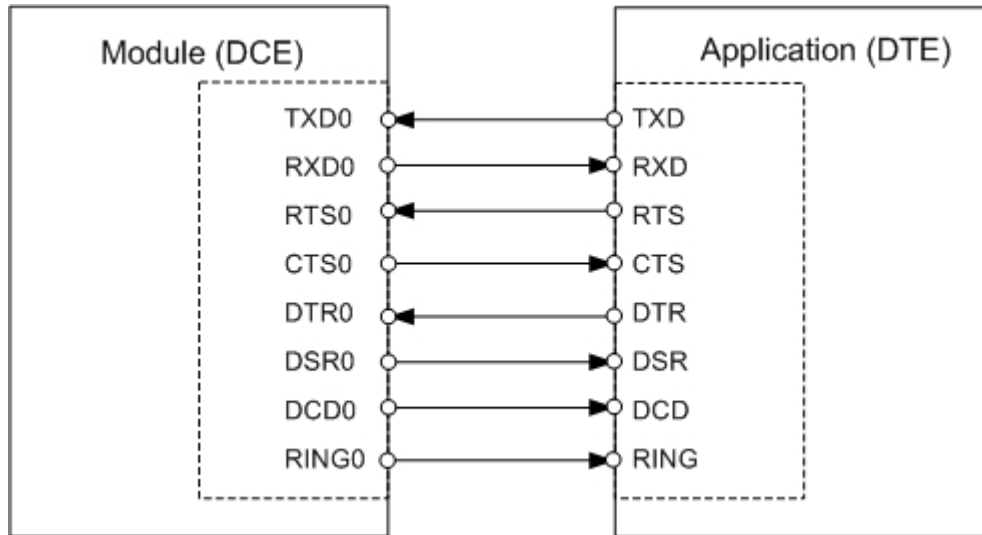 Module (DCE)
Application (DTE)
TXD0
TXD
RXD0
RXD
RTS0
RTS
CTS0
CTS
DTR0
DTR
DSR0
DSR
DCD0
DCD
RING0
RING